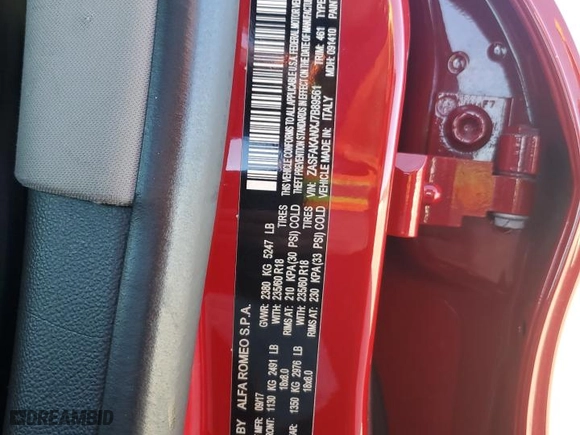 BY ALFA ROMEO S.P.A.
MFR: 09/17 GVWR: 2380 KG 5247 LB
1130 KG 2491 LB WITH: 235/60 R18 TIRES
18x8.0 RIMS AT: 210 KPA (30 PSI) COLD
1350 KG 2976 LB WITH: 235/60 R18 TIRES
18x8.0 RIMS AT: 230 KPA (33 PSI) COLD
THIS VEHICLE CONFORMS TO ALL APPLICABLE U.S.A. FEDERAL MOTOR
THEFT PREVENTION STANDARDS IN EFFECT ON THE DATE OF MANUFACTURE
VIN: ZASFAKANXJ7B89561 TRIM: 461 TYPE
VEHICLE MADE IN: ITALY MDH: 091410
DREAMBID